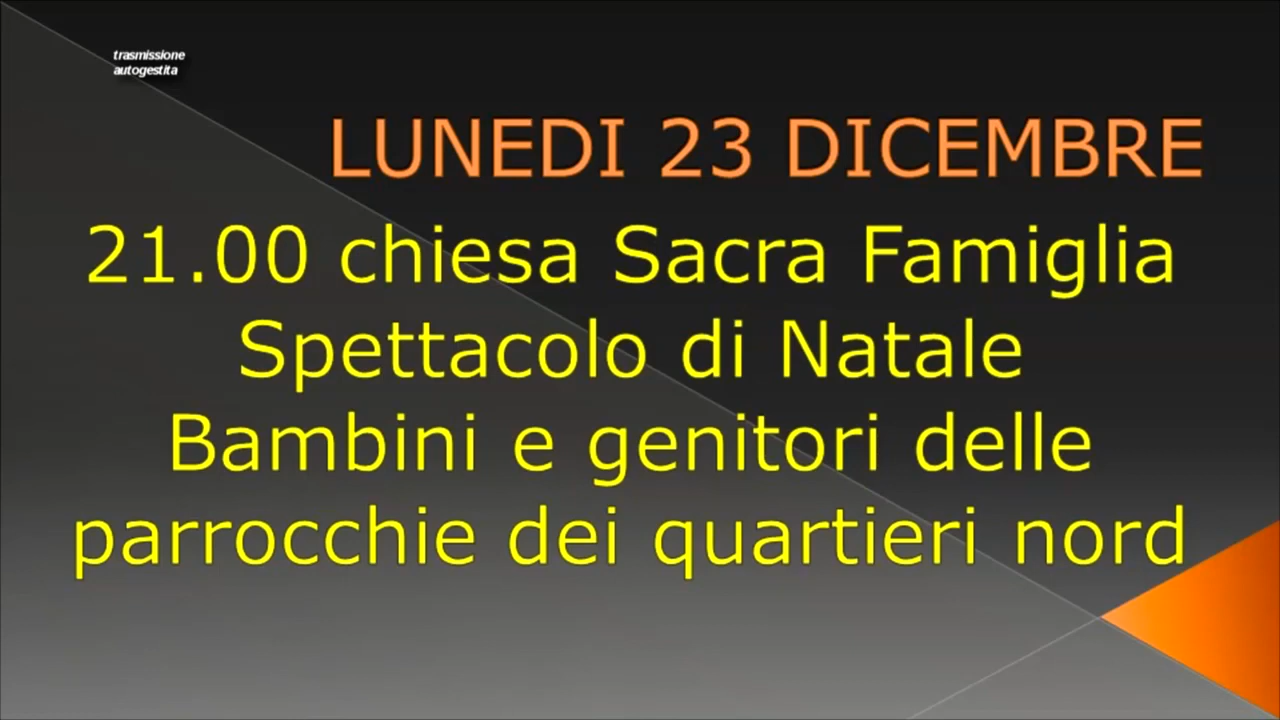 trasmissione
autogestita
LUNEDI 23 DICEMBRE
21.00 chiesa Sacra Famiglia
Spettacolo di Natale
Bambini e genitori delle
parrocchie dei quartieri nord